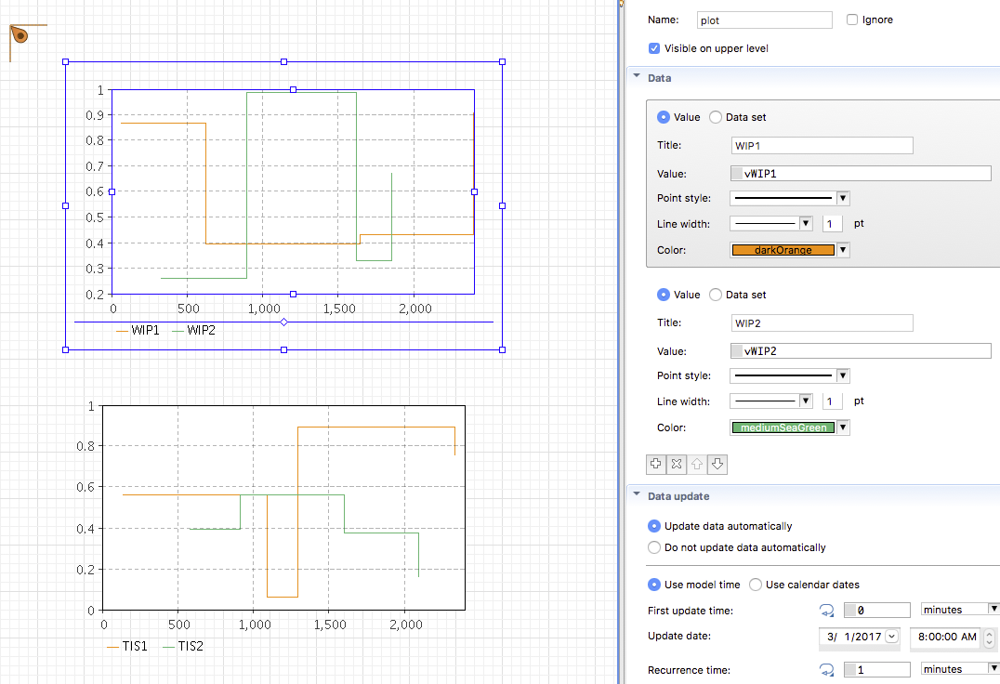 1
0.9
0.8
0.7
0.6
0.5
0.4
0.3
0.2
0 500 1,000 1,500 2,000
WIP1 WIP2
1
0.8
0.6
0.4
0.2
0
0 500 1,000 1,500 2,000
TIS1 TIS2
Name: plot Ignore
Visible on upper level
Data
Value Data set
Title: WIP1
Value: vWIP1
Point style:
Line width: 1 pt
Color: darkOrange
Value Data set
Title: WIP2
Value: vWIP2
Point style:
Line width: 1 pt
Color: mediumSeaGreen
Data update
Update data automatically
Do not update data automatically
Use model time Use calendar dates
First update time: 0 minutes
Update date: 3/ 1/2017 8:00:00 AM
Recurrence time: 1 minutes